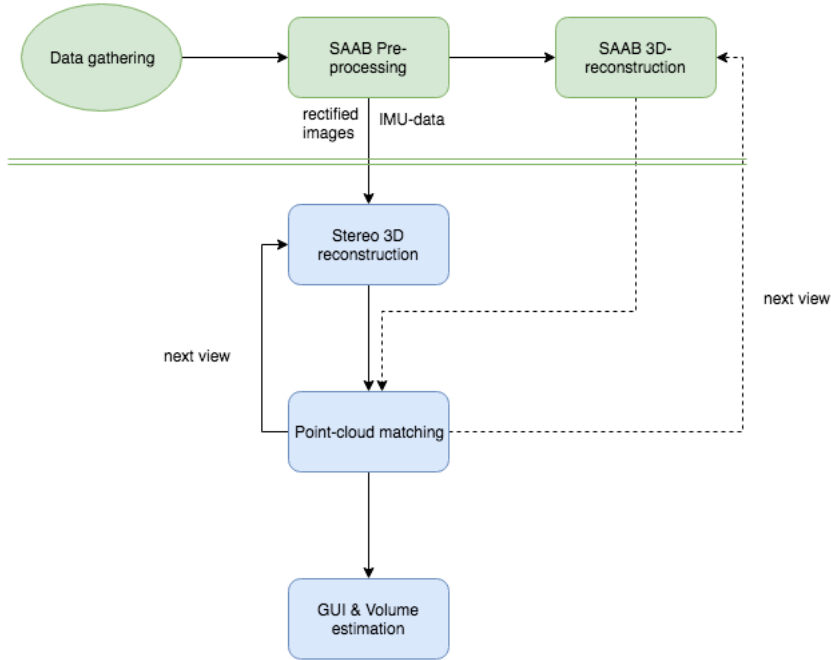 Data gathering
SAAB Pre-
processing
SAAB 3D-
reconstruction
rectified
images
IMU-data
Stereo 3D
reconstruction
next view
next view
Point-cloud matching
GUI & Volume
estimation